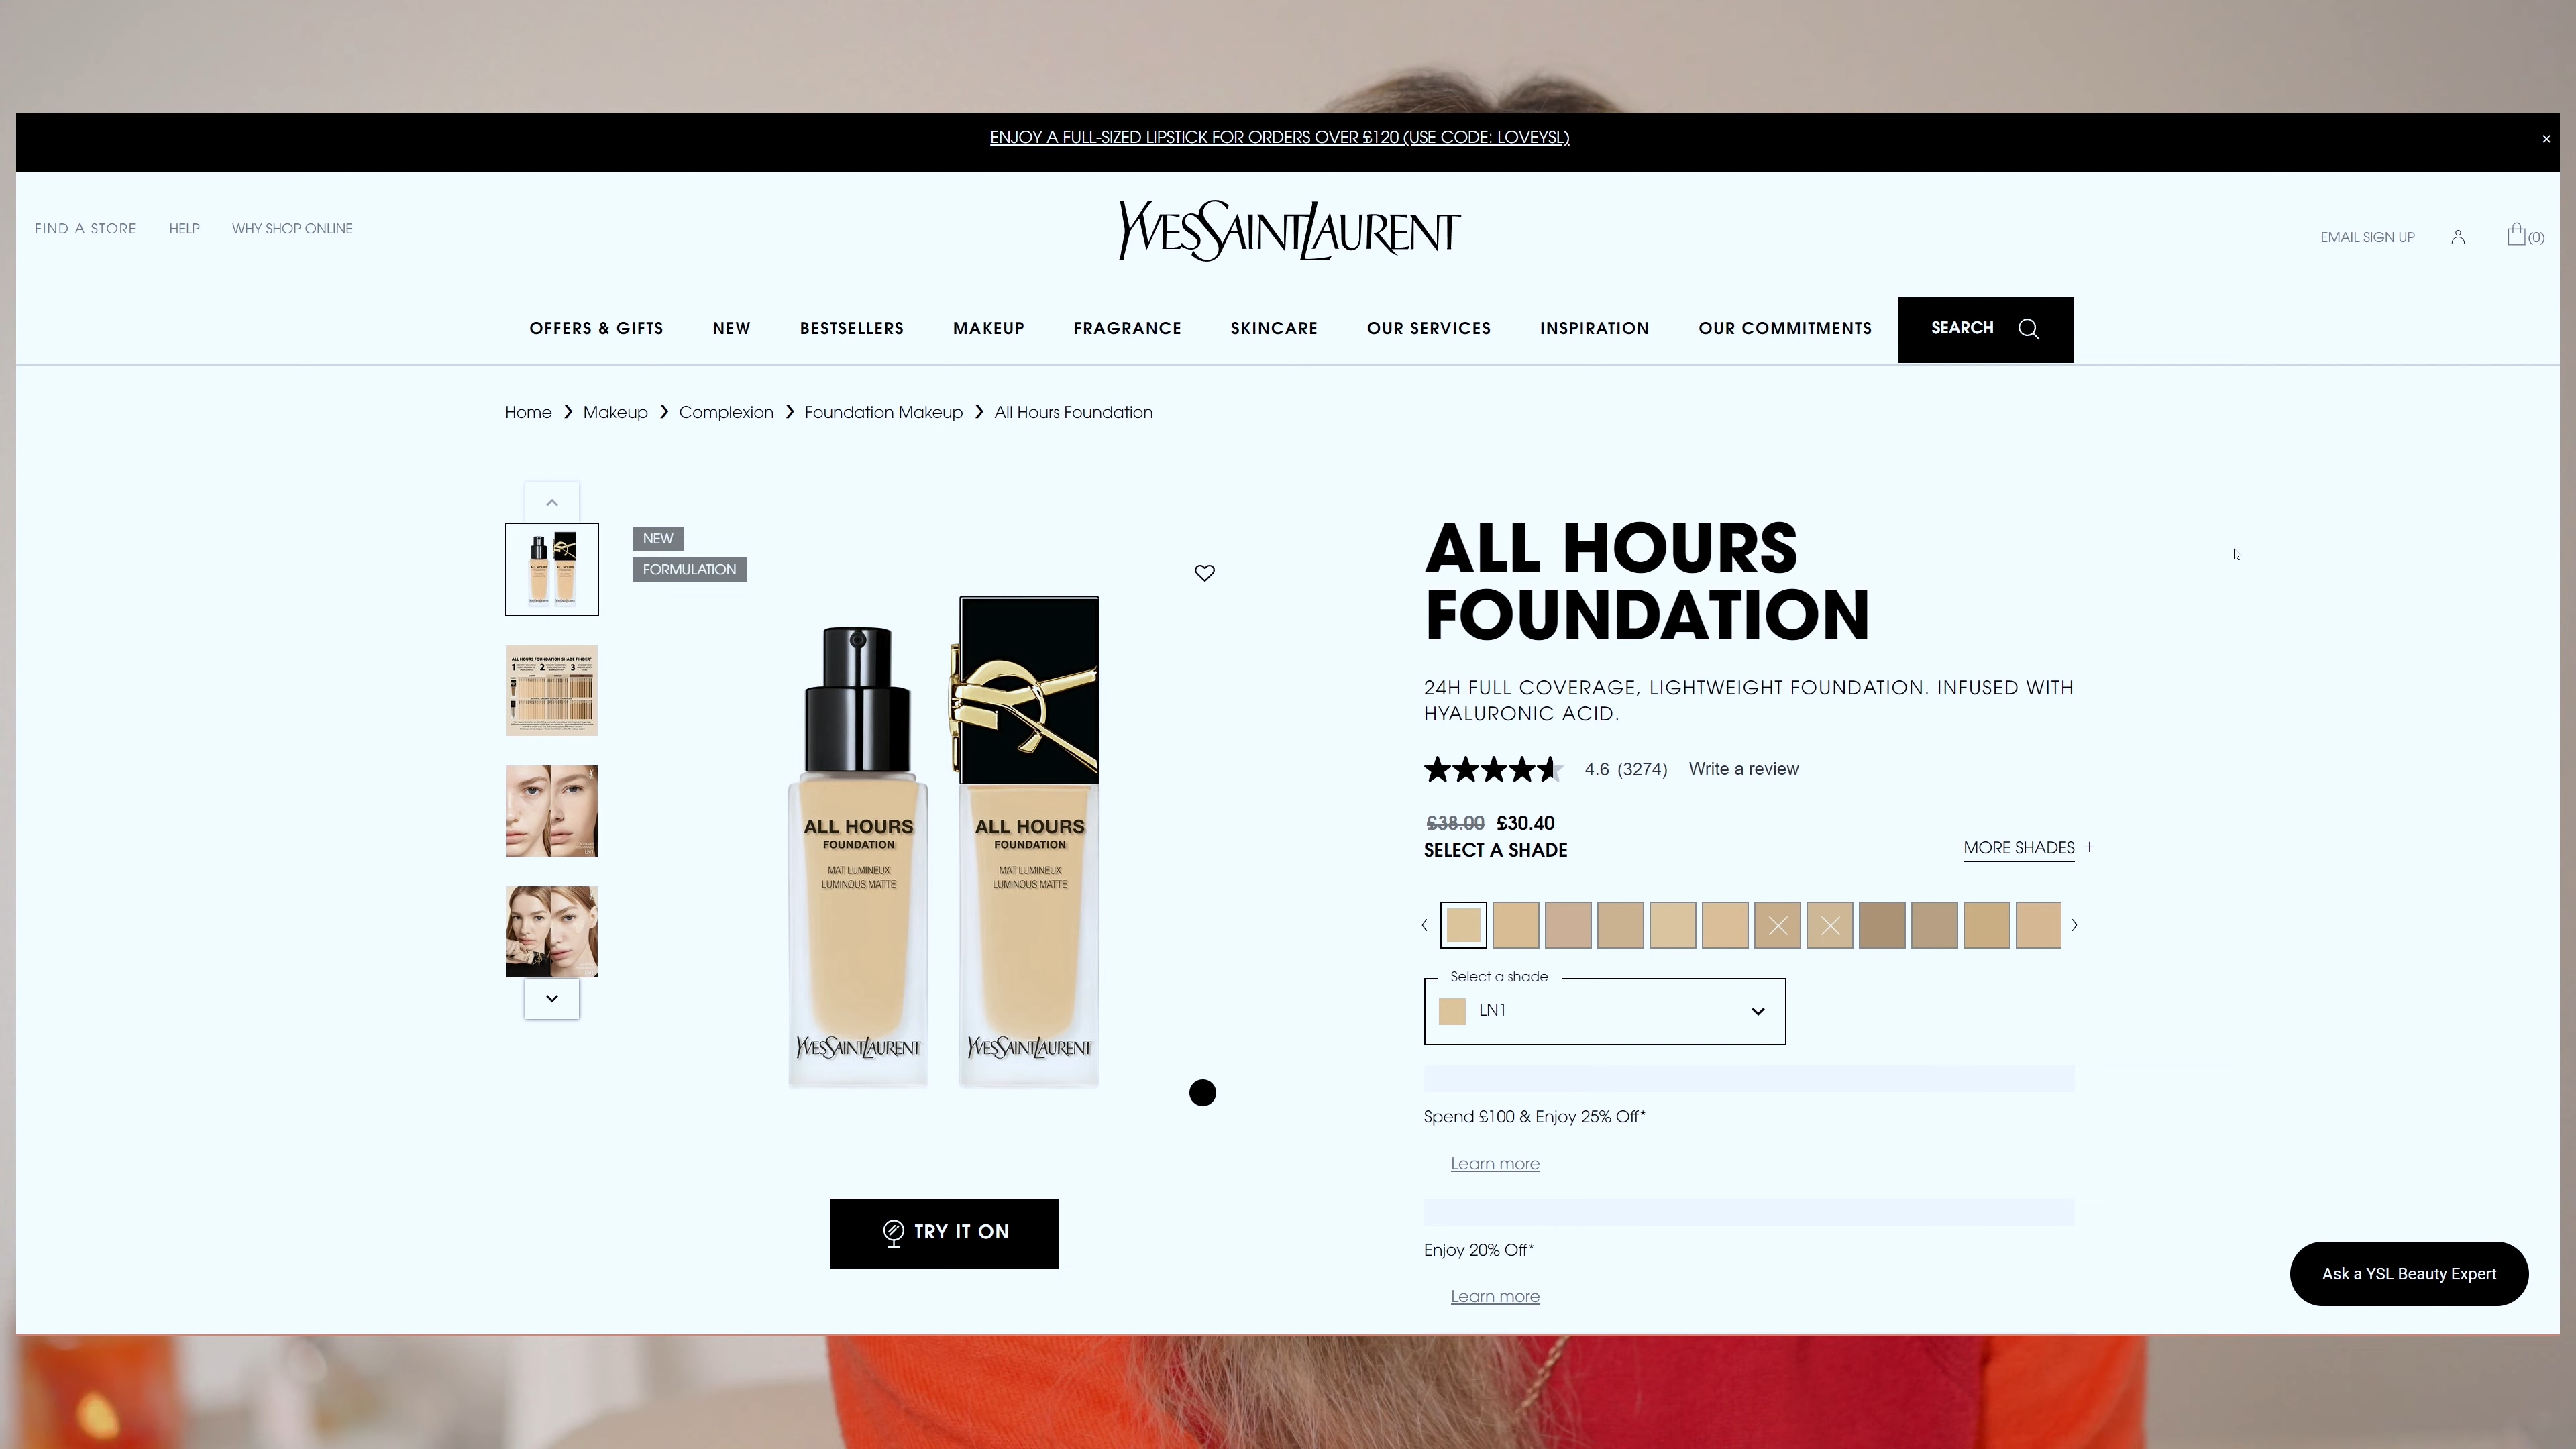 ENJOY A FULL-SIZED LIPSTICK FOR ORDERS OVER £120 (USE CODE: LOVEYSL)
FIND A STORE HELP WHY SHOP ONLINE
YVESSAINTLAURENT
EMAIL SIGN UP (0)
OFFERS & GIFTS NEW BESTSELLERS MAKEUP FRAGRANCE SKINCARE OUR SERVICES INSPIRATION OUR COMMITMENTS SEARCH
Home > Makeup > Complexion > Foundation Makeup > All Hours Foundation
NEW
FORMULATION
ALL HOURS FOUNDATION SHADE FINDER
ALL HOURS
FOUNDATION
MAT LUMINEUX
LUMINOUS MATTE
YVESSAINTLAURENT
ALL HOURS
FOUNDATION
MAT LUMINEUX
LUMINOUS MATTE
YVESSAINTLAURENT
TRY IT ON
ALL HOURS
FOUNDATION
24H FULL COVERAGE, LIGHTWEIGHT FOUNDATION. INFUSED WITH
HYALURONIC ACID.
4.6 (3274) Write a review
£38.00 £30.40
SELECT A SHADE
MORE SHADES +
Select a shade
LN1
Spend £100 & Enjoy 25% Off*
Learn more
Enjoy 20% Off*
Learn more
Ask a YSL Beauty Expert